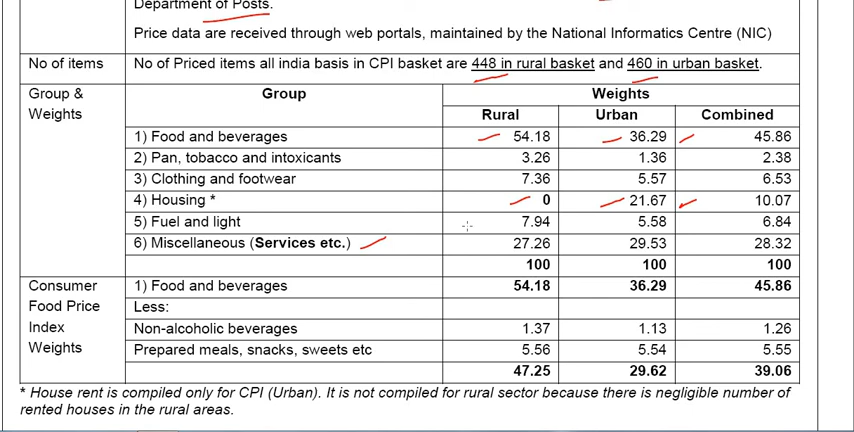 Department of Posts.
Price data are received through web portals, maintained by the National Informatics Centre (NIC)
No of items No of Priced items all india basis in CPI basket are 448 in rural basket and 460 in urban basket.
Group & Group Weights
Weights Rural Urban Combined
1) Food and beverages 54.18 36.29 45.86
2) Pan, tobacco and intoxicants 3.26 1.36 2.38
3) Clothing and footwear 7.36 5.57 6.53
4) Housing * 0 21.67 10.07
5) Fuel and light 7.94 5.58 6.84
6) Miscellaneous (Services etc.) 27.26 29.53 28.32
100 100 100
Consumer 1) Food and beverages 54.18 36.29 45.86
Food Price Less:
Index Non-alcoholic beverages 1.37 1.13 1.26
Weights Prepared meals, snacks, sweets etc 5.56 5.54 5.55
47.25 29.62 39.06
* House rent is compiled only for CPI (Urban). It is not compiled for rural sector because there is negligible number of
rented houses in the rural areas.